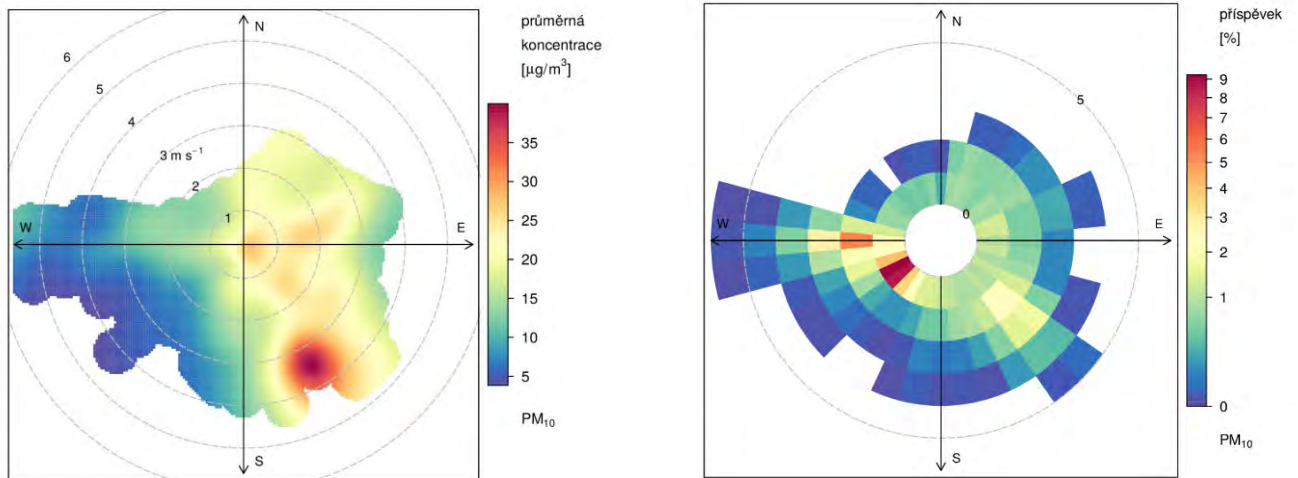 N
W
E
S
1
2
3 m s⁻¹
4
5
6
průměrná
koncentrace
[µg/m³]
35
30
25
20
15
10
5
PM₁₀
N
W
E
S
0
5
příspěvek
[%]
9
8
7
6
5
4
3
2
1
0
PM₁₀